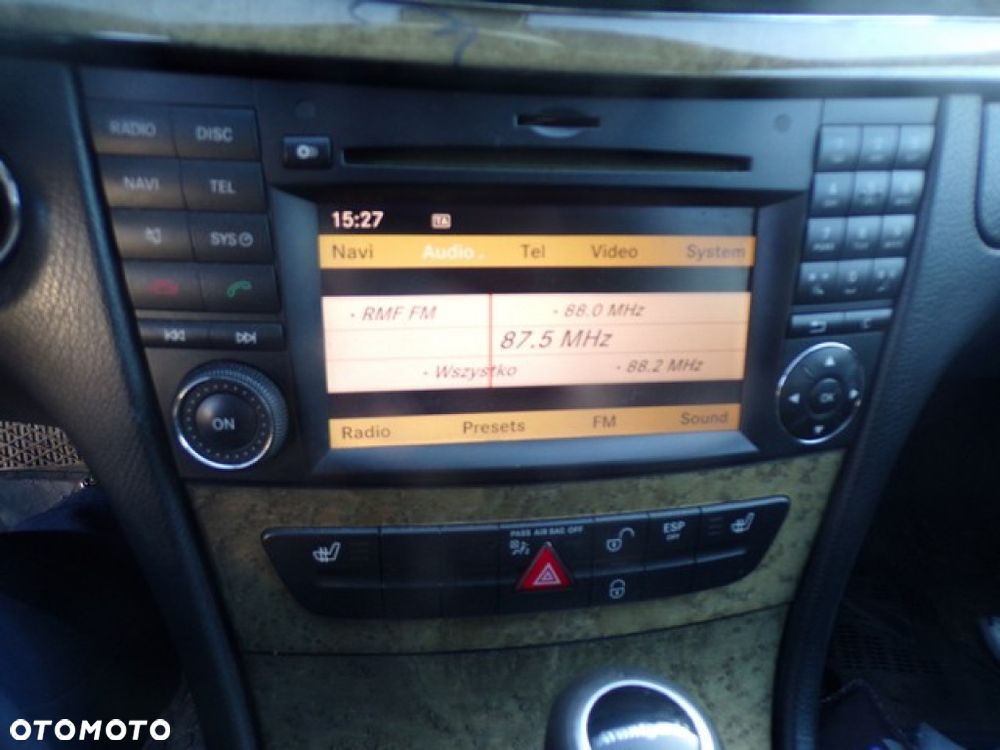 RADIO DISC
NAVI TEL
SYS
ON
15:27 TA
Navi Audio Tel Video System
RMF FM 88.0 MHz
87.5 MHz
Wszystko 88.2 MHz
Radio Presets FM Sound
OK
C
PASS AIR BAG OFF
ESP
OFF
OTOMOTO